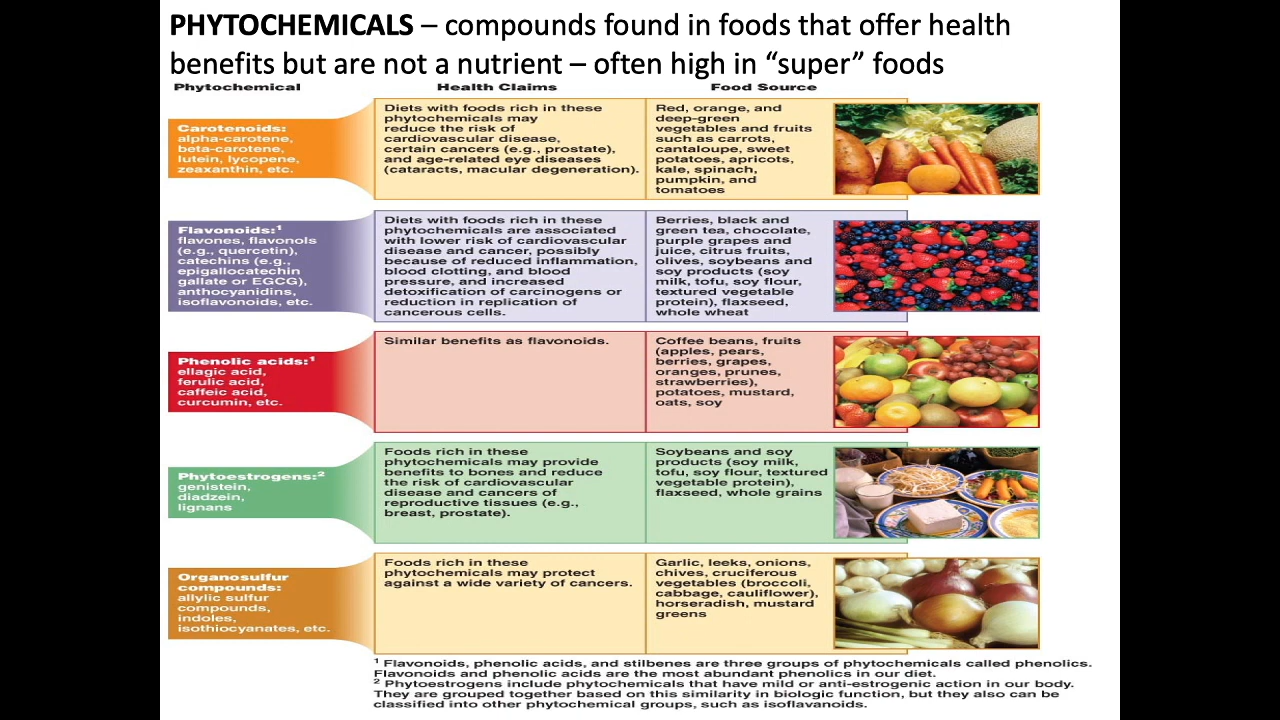 PHYTOCHEMICALS – compounds found in foods that offer health
benefits but are not a nutrient – often high in “super” foods
Phytochemical Health Claims Food Source
Carotenoids:
alpha-carotene,
beta-carotene,
lutein, lycopene,
zeaxanthin, etc.
Diets with foods rich in these
phytochemicals may
reduce the risk of
cardiovascular disease,
certain cancers (e.g., prostate),
and age-related eye diseases
(cataracts, macular degeneration).
Red, orange, and
deep-green
vegetables and fruits
such as carrots,
cantaloupe, sweet
potatoes, apricots,
kale, spinach,
pumpkin, and
tomatoes
Flavonoids:¹
flavones, flavonols
(e.g., quercetin),
catechins (e.g.,
epigallocatechin
gallate or EGCG),
anthocyanidins,
isoflavonoids, etc.
Diets with foods rich in these
phytochemicals are associated
with lower risk of cardiovascular
disease and cancer, possibly
because of reduced inflammation,
blood clotting, and blood
pressure, and increased
detoxification of carcinogens or
reduction in replication of
cancerous cells.
Berries, black and
green tea, chocolate,
purple grapes and
juice, citrus fruits,
olives, soybeans and
soy products (soy
milk, tofu, soy flour,
textured vegetable
protein), flaxseed,
whole wheat
Phenolic acids:¹
ellagic acid,
ferulic acid,
caffeic acid,
curcumin, etc.
Similar benefits as flavonoids.
Coffee beans, fruits
(apples, pears,
berries, grapes,
oranges, prunes,
strawberries),
potatoes, mustard,
oats, soy
Phytoestrogens:²
genistein,
diadzein,
lignans
Foods rich in these
phytochemicals may provide
benefits to bones and reduce
the risk of cardiovascular
disease and cancers of
reproductive tissues (e.g.,
breast, prostate).
Soybeans and soy
products (soy milk,
tofu, soy flour, textured
vegetable protein),
flaxseed, whole grains
Organosulfur
compounds:
allylic sulfur
compounds,
indoles,
isothiocyanates, etc.
Foods rich in these
phytochemicals may protect
against a wide variety of cancers.
Garlic, leeks, onions,
chives, cruciferous
vegetables (broccoli,
cabbage, cauliflower),
horseradish, mustard
greens
¹ Flavonoids, phenolic acids, and stilbenes are three groups of phytochemicals called phenolics.
Flavonoids and phenolic acids are the most abundant phenolics in our diet.
² Phytoestrogens include phytochemicals that have mild or anti-estrogenic action in our body.
They are grouped together based on this similarity in biologic function, but they also can be
classified into other phytochemical groups, such as isoflavanoids.